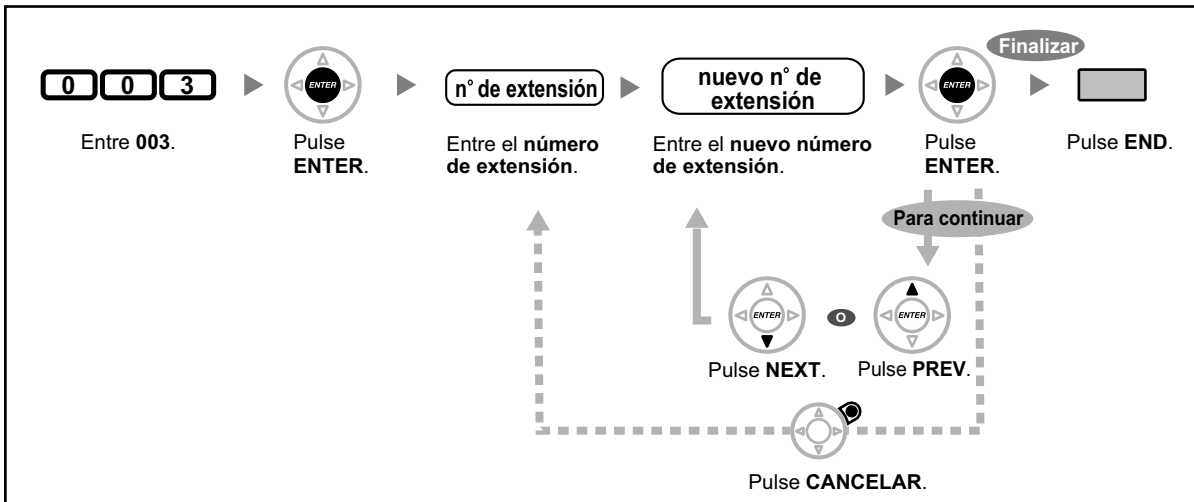 Finalizar
0 0 3
ENTER
n° de extensión
nuevo n° de
extensión
ENTER
Entre 003.
Pulse
ENTER.
Entre el número
de extensión.
Entre el nuevo número
de extensión.
Pulse
ENTER.
Pulse END.
Para continuar
ENTER
O
ENTER
Pulse NEXT.
Pulse PREV.
Pulse CANCELAR.